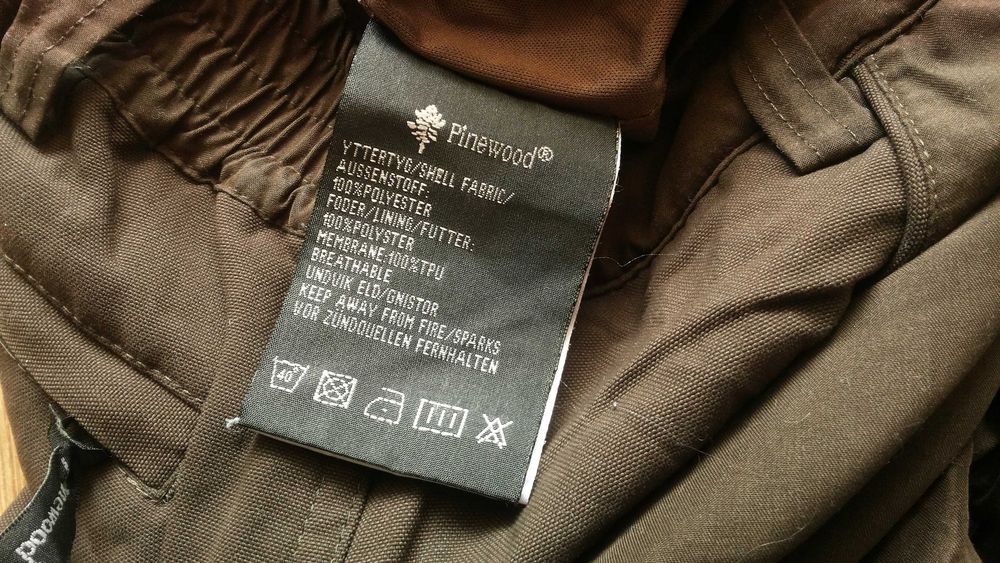 Pinewood®
YTTERTYG/SHELL FABRIC/
AUSSENSTOFF:
100%POLYESTER
FODER/LINING/FUTTER:
100%POLYSTER
MEMBRANE:100%TPU
BREATHABLE
UNDVIK ELD/GNISTOR
KEEP AWAY FROM FIRE/SPARKS
VOR ZÜNDQUELLEN FERNHALTEN
40°